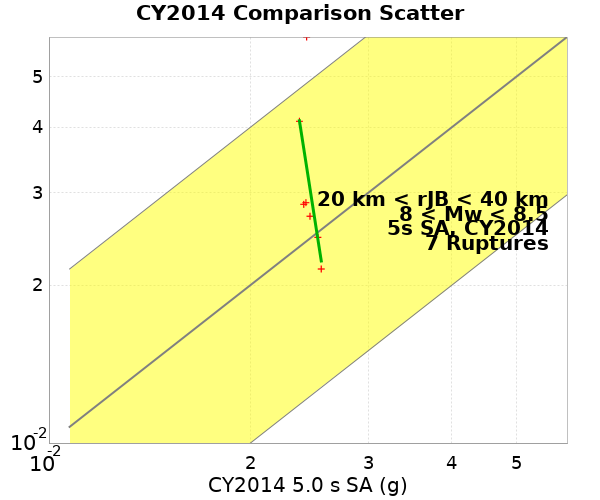 CY2014 Comparison Scatter
5
4
3
2
10-2
20 km < rJB < 40 km
8 < Mw < 8.5
5s SA, CY2014
7 Ruptures
10-2
2
3
4
5
CY2014 5.0 s SA (g)